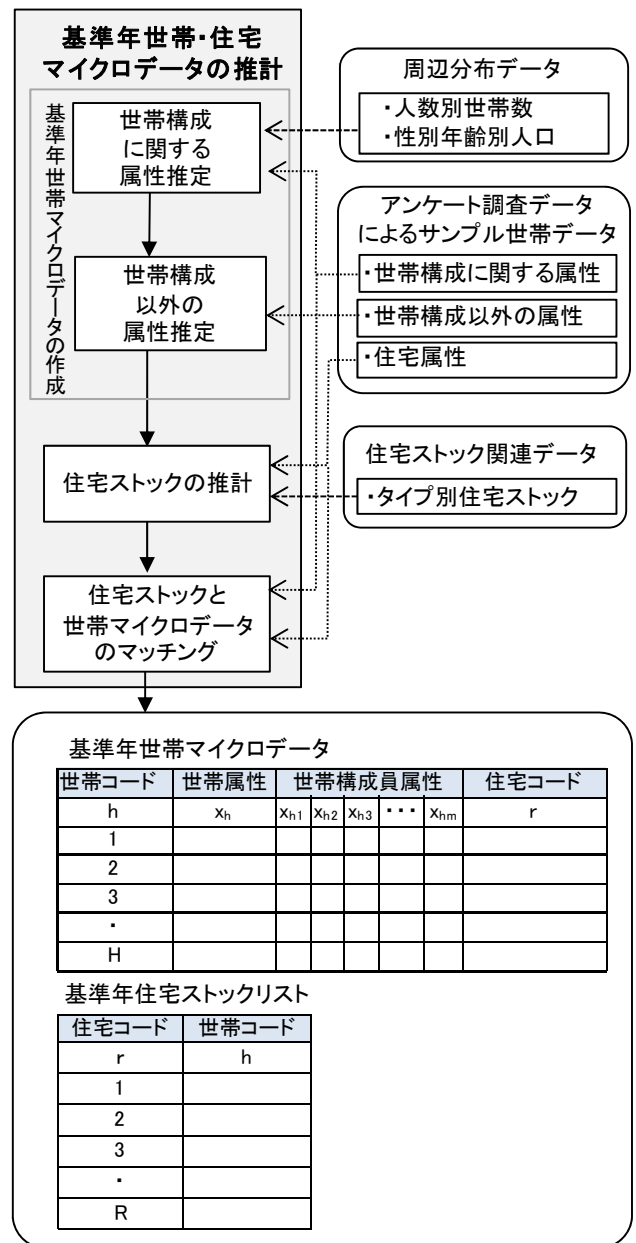 基準年世帯・住宅
マイクロデータの推計
基準年世帯マイクロデータの作成
世帯構成
に関する
属性推定
世帯構成
以外の
属性推定
住宅ストックの推計
住宅ストックと
世帯マイクロデータ
のマッチング
周辺分布データ
・人数別世帯数
・性別年齢別人口
アンケート調査データ
によるサンプル世帯データ
・世帯構成に関する属性
・世帯構成以外の属性
・住宅属性
住宅ストック関連データ
・タイプ別住宅ストック
基準年世帯マイクロデータ
世帯コード 世帯属性 世帯構成員属性 住宅コード
h xh xh1 xh2 xh3 ・・・ xhm r
1
2
3
・
H
基準年住宅ストックリスト
住宅コード 世帯コード
r h
1
2
3
・
R